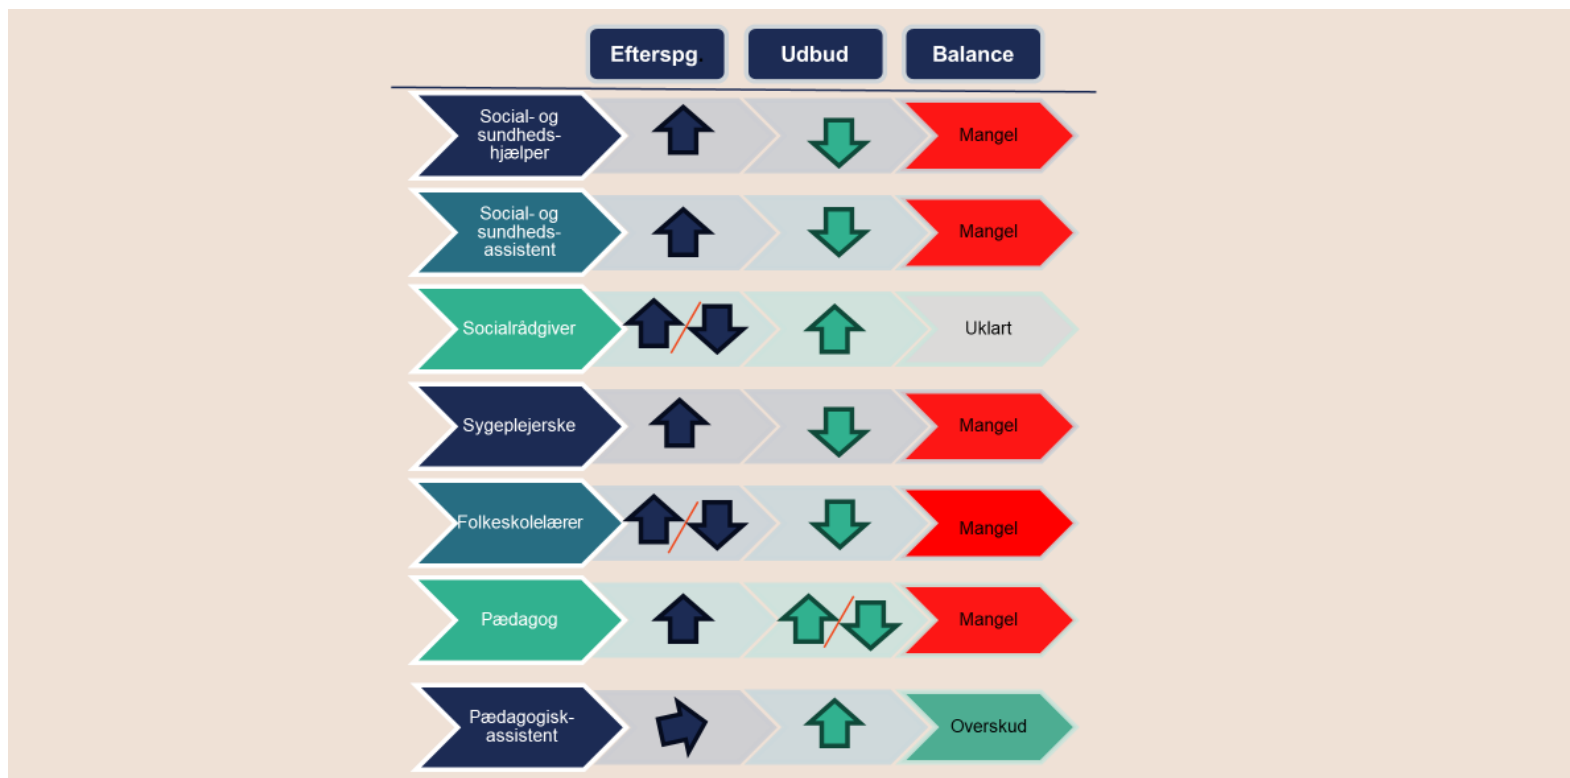 Efterspg. Udbud Balance
Social- og
sundheds-
hjælper
Mangel
Social- og
sundheds-
assistent
Mangel
Socialrådgiver Uklart
Sygeplejerske Mangel
Folkeskolelærer Mangel
Pædagog Mangel
Pædagogisk-
assistent
Overskud